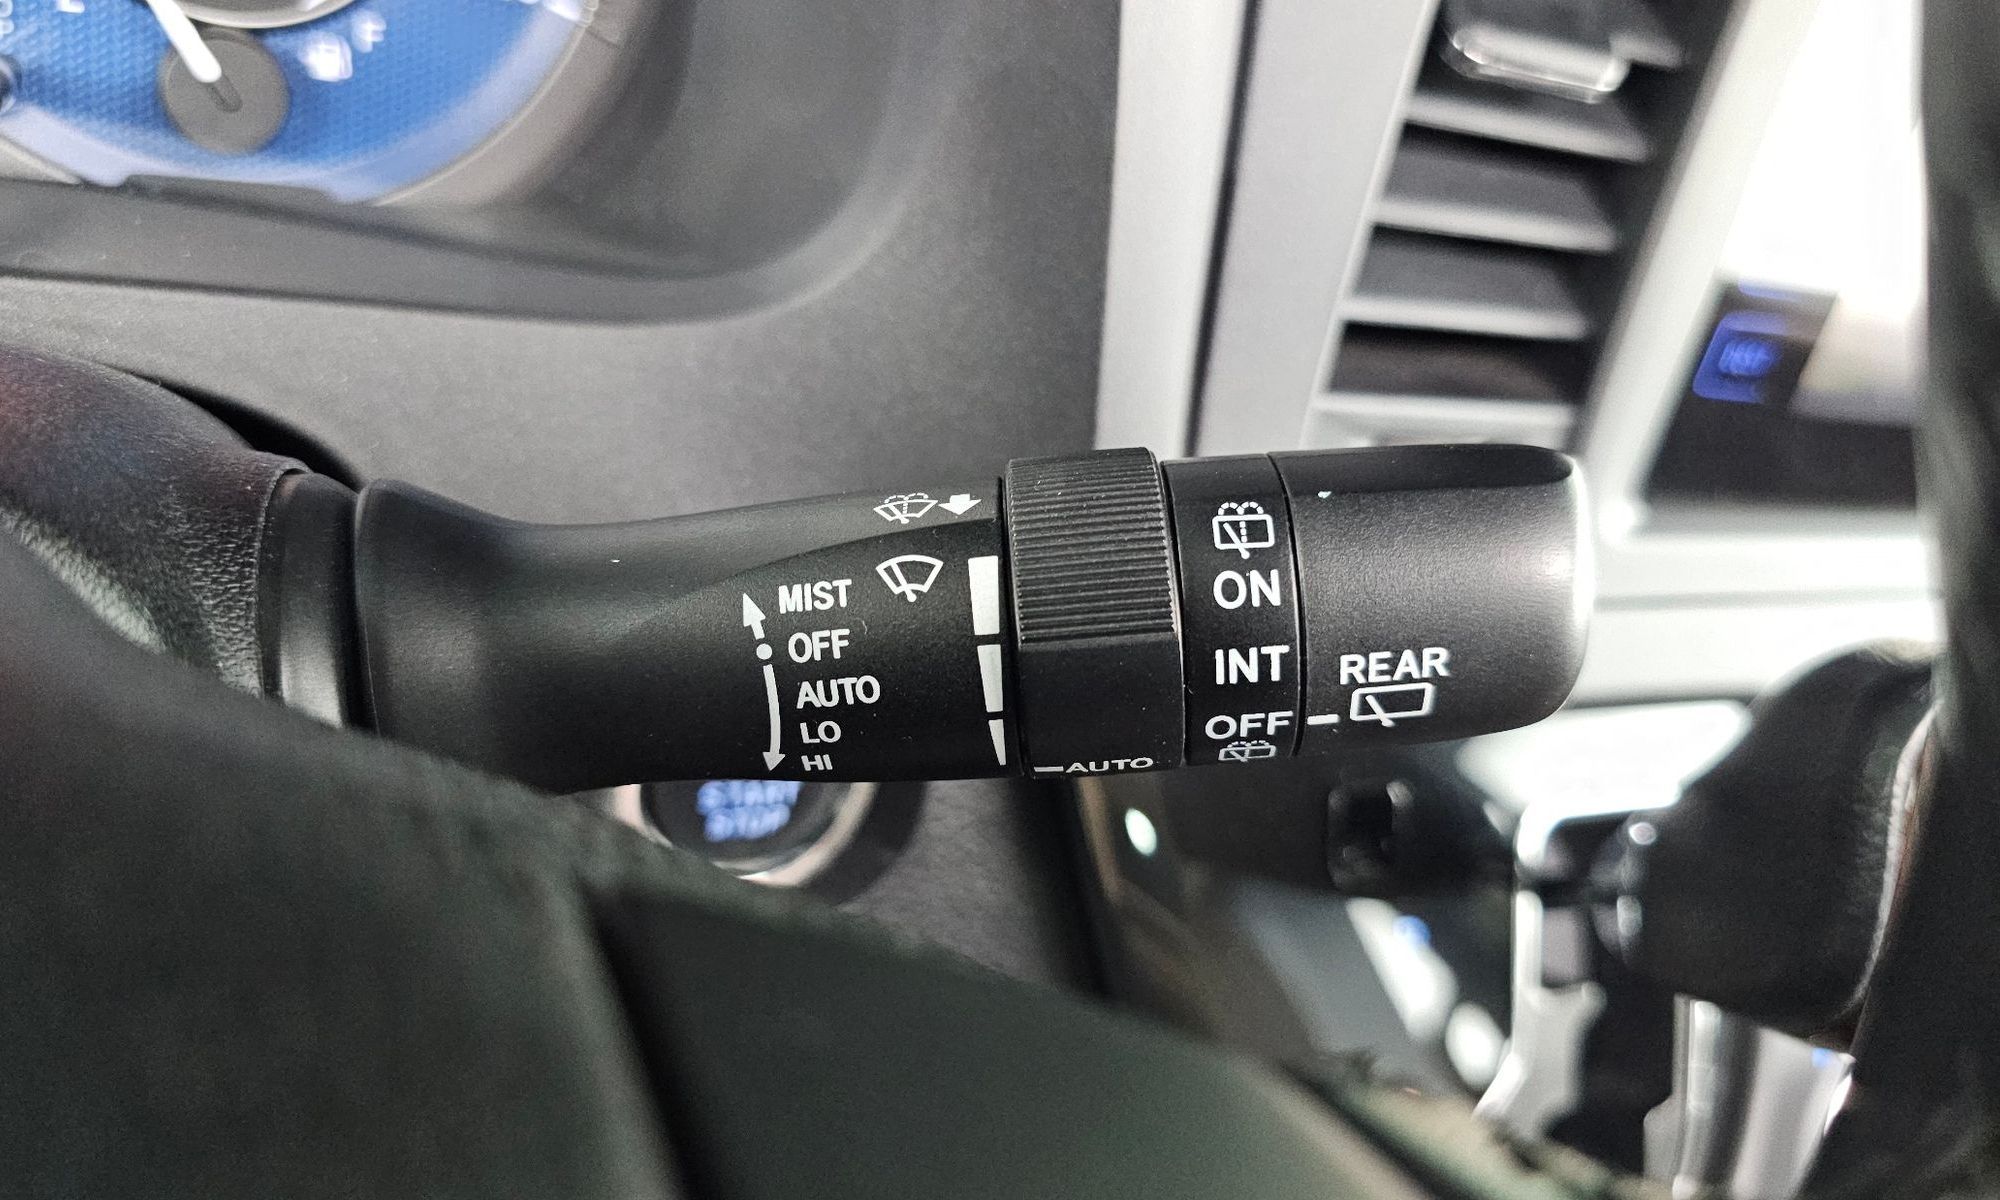 F
MIST
OFF
AUTO
LO
HI
AUTO
ON
INT
OFF
REAR
START
STOP